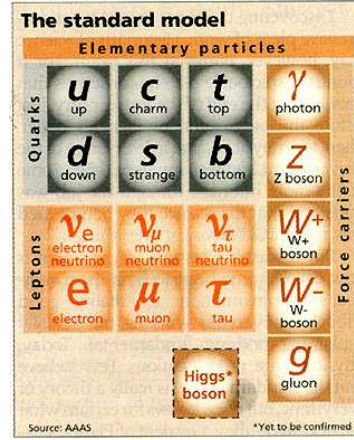 The standard model
Elementary particles
Quarks
u
up
c
charm
t
top
d
down
s
strange
b
bottom
Leptons
νe
electron
neutrino
νμ
muon
neutrino
ντ
tau
neutrino
e
electron
μ
muon
τ
tau
Force carriers
γ
photon
Z
Z boson
W+
W+
boson
W-
W-
boson
g
gluon
Higgs*
boson
Source: AAAS
*Yet to be confirmed